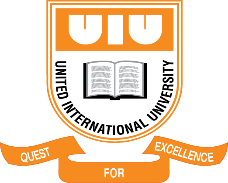 UIU
UNITED INTERNATIONAL UNIVERSITY
QUEST
FOR
EXCELLENCE